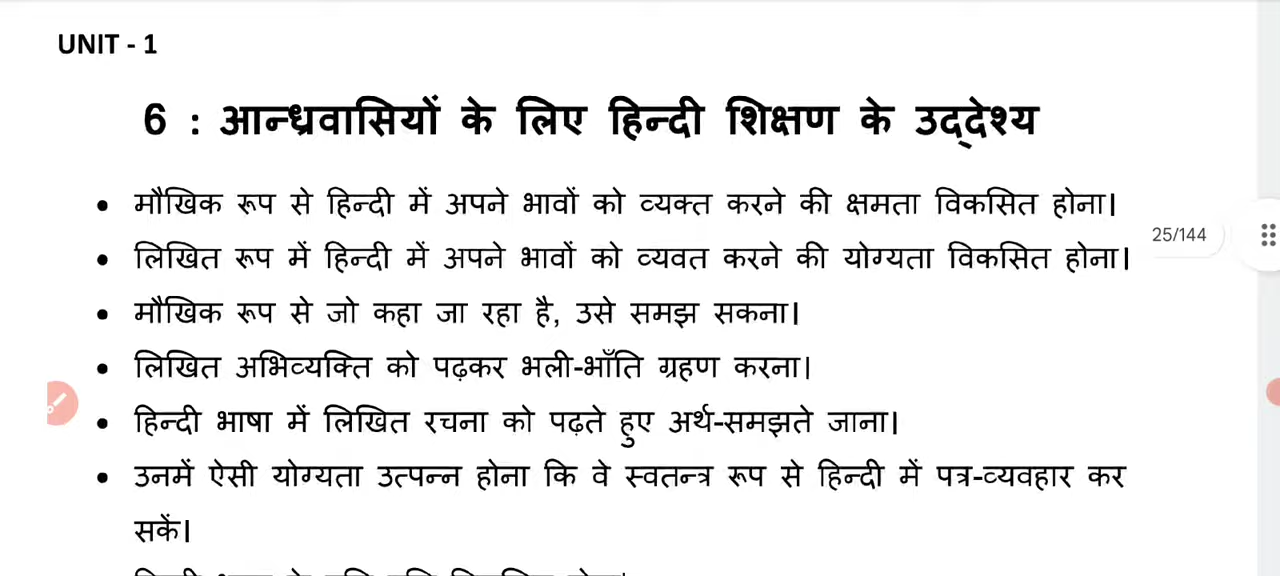 UNIT - 1
6 : आन्ध्रवासियों के लिए हिन्दी शिक्षण के उद्‌देश्य
• मौखिक रूप से हिन्दी में अपने भावों को व्यक्त करने की क्षमता विकसित होना।
• लिखित रूप में हिन्दी में अपने भावों को व्यवत करने की योग्यता विकसित होना।
25/144
• मौखिक रूप से जो कहा जा रहा है, उसे समझ सकना।
• लिखित अभिव्यक्ति को पढ़कर भली-भाँति ग्रहण करना।
• हिन्दी भाषा में लिखित रचना को पढ़ते हुए अर्थ-समझते जाना।
• उनमें ऐसी योग्यता उत्पन्न होना कि वे स्वतन्त्र रूप से हिन्दी में पत्र-व्यवहार कर
सकें।